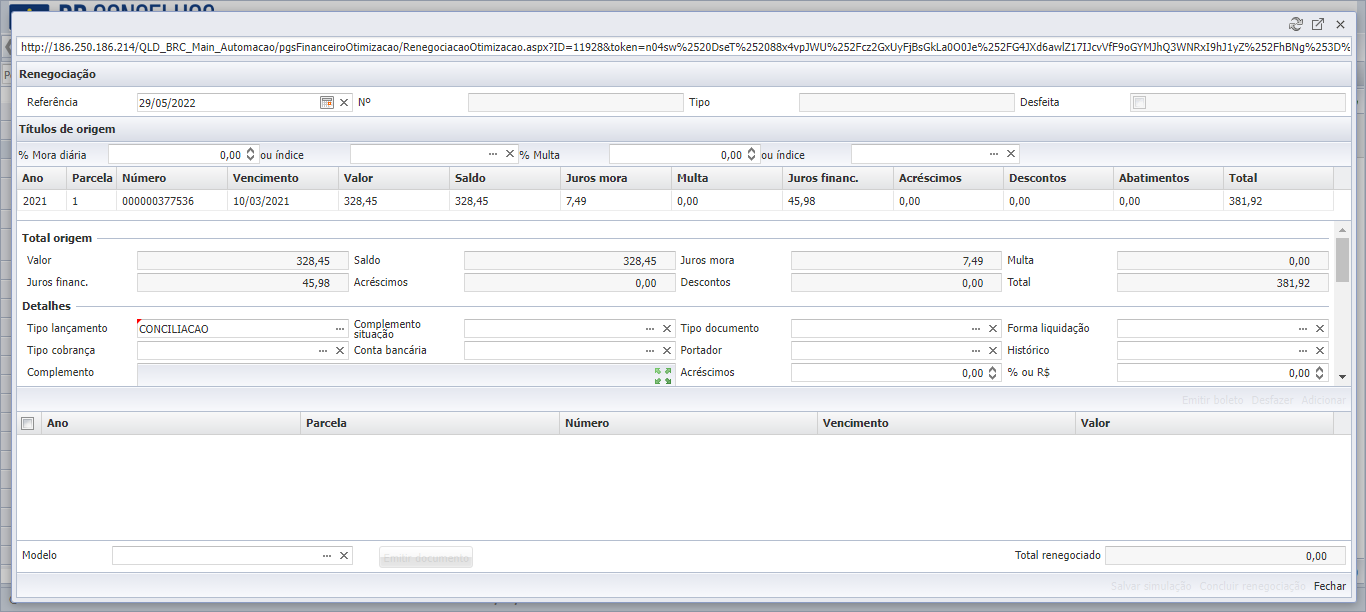 http://186.250.186.214/QLD_BRC_Main_Automacao/pgsFinanceiroOtimizacao/RenegociacaoOtimizacao.aspx?ID=11928&token=n04sw%2520DseT%252088x4vpJWU%252Fcz2GxUyFjBsGkLa0O0Je%252FG4JXd6awlZ17IJcvVfF9oGYMJhQ3WNRxI9hJ1yZ%252FhBNg%253D%
Renegociação
Referência 29/05/2022 Nº Tipo Desfeita
Títulos de origem
% Mora diária 0,00 ou índice ... % Multa 0,00 ou índice ...
Ano Parcela Número Vencimento Valor Saldo Juros mora Multa Juros financ. Acréscimos Descontos Abatimentos Total
2021 1 000000377536 10/03/2021 328,45 328,45 7,49 0,00 45,98 0,00 0,00 0,00 381,92
Total origem
Valor 328,45 Saldo 328,45 Juros mora 7,49 Multa 0,00
Juros financ. 45,98 Acréscimos 0,00 Descontos 0,00 Total 381,92
Detalhes
Tipo lançamento CONCILIACAO ... Complemento situação ... Tipo documento ... Forma liquidação ...
Tipo cobrança ... Conta bancária ... Portador ... Histórico ...
Complemento Acréscimos 0,00 % ou R$ 0,00
Emitir boleto Desfazer Adicionar
Ano Parcela Número Vencimento Valor
Modelo ... Emitir documento Total renegociado 0,00
Salvar simulação Concluir renegociação Fechar